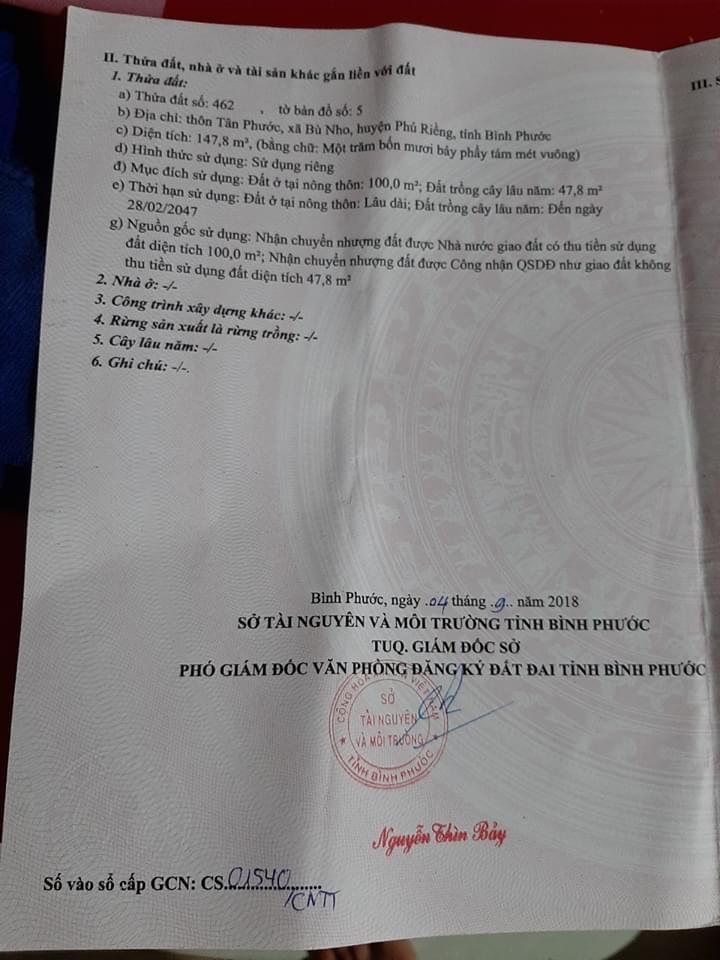 II. Thửa đất, nhà ở và tài sản khác gắn liền với đất
1. Thửa đất:
a) Thửa đất số: 462 , tờ bản đồ số: 5
b) Địa chỉ: thôn Tân Phước, xã Bù Nho, huyện Phú Riềng, tỉnh Bình Phước
c) Diện tích: 147,8 m², (bằng chữ: Một trăm bốn mươi bảy phẩy tám mét vuông)
d) Hình thức sử dụng: Sử dụng riêng
đ) Mục đích sử dụng: Đất ở tại nông thôn: 100,0 m²; Đất trồng cây lâu năm: 47,8 m²
e) Thời hạn sử dụng: Đất ở tại nông thôn: Lâu dài; Đất trồng cây lâu năm: Đến ngày
28/02/2047
g) Nguồn gốc sử dụng: Nhận chuyển nhượng đất được Nhà nước giao đất có thu tiền sử dụng
đất diện tích 100,0 m²; Nhận chuyển nhượng đất được Công nhận QSDĐ như giao đất không
thu tiền sử dụng đất diện tích 47,8 m²
2. Nhà ở: -/-
3. Công trình xây dựng khác: -/-
4. Rừng sản xuất là rừng trồng: -/-
5. Cây lâu năm: -/-
6. Ghi chú: -/-.
III. S
Bình Phước, ngày .04 tháng .9.. năm 2018
SỞ TÀI NGUYÊN VÀ MÔI TRƯỜNG TỈNH BÌNH PHƯỚC
TUQ. GIÁM ĐỐC SỞ
PHÓ GIÁM ĐỐC VĂN PHÒNG ĐĂNG KÝ ĐẤT ĐAI TỈNH BÌNH PHƯỚC
SỞ
TÀI NGUYÊN
VÀ MÔI TRƯỜNG
TỈNH BÌNH PHƯỚC
Nguyễn Thìn Bảy
Số vào sổ cấp GCN: CS.01540
/CNTT